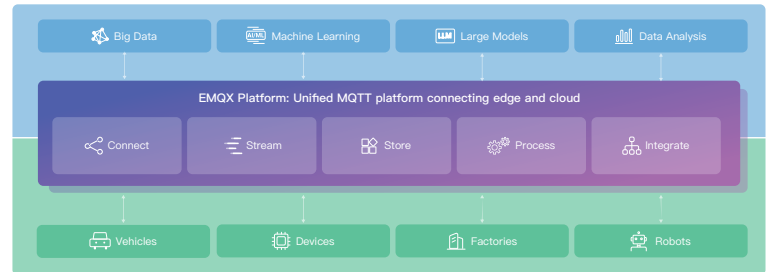 Big Data
AI/ML Machine Learning
LLM Large Models
Data Analysis
EMQX Platform: Unified MQTT platform connecting edge and cloud
Connect
Stream
Store
Process
Integrate
Vehicles
Devices
Factories
Robots